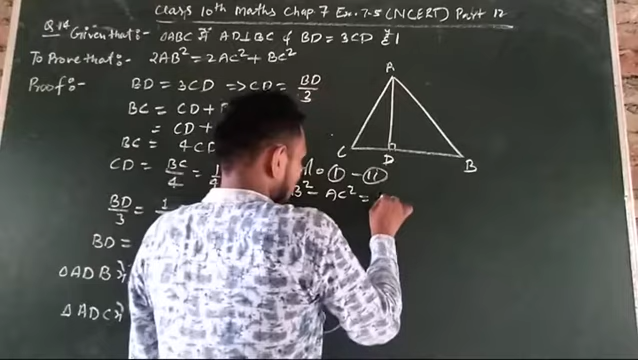 Class 10th Maths Chap. 7 Ex. 7.5 (NCERT) Part 12
Q.14 Given that:- ΔABC में AD⊥BC & BD = 3CD है।
To Prove that:- 2AB² = 2AC² + BC²
Proof:-
BD = 3CD => CD = BD/3
BC = CD +
= CD +
BC = 4CD
CD = BC/4 =
BD/3 =
BD =
ΔADB में
ΔADC में
A
C
D
B
① - ②
B² - AC² =